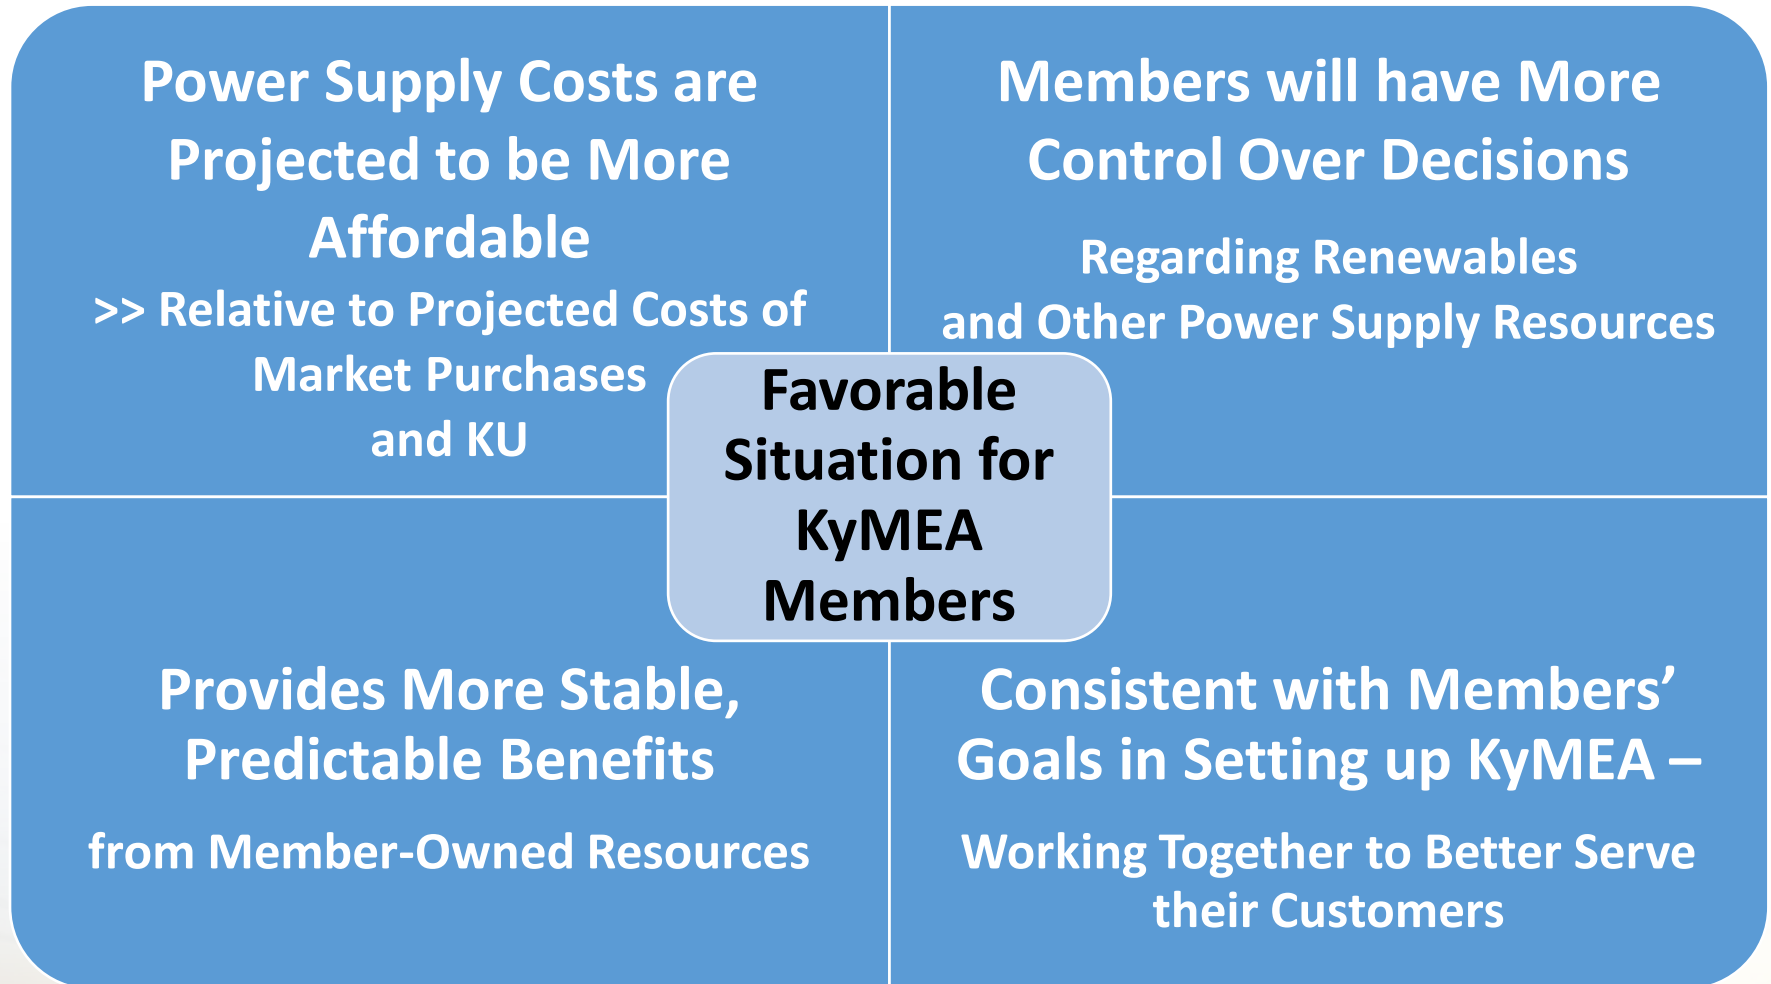 Power Supply Costs are
Projected to be More
Affordable
>> Relative to Projected Costs of
Market Purchases
and KU
Members will have More
Control Over Decisions
Regarding Renewables
and Other Power Supply Resources
Favorable
Situation for
KyMEA
Members
Provides More Stable,
Predictable Benefits
from Member-Owned Resources
Consistent with Members’
Goals in Setting up KyMEA –
Working Together to Better Serve
their Customers